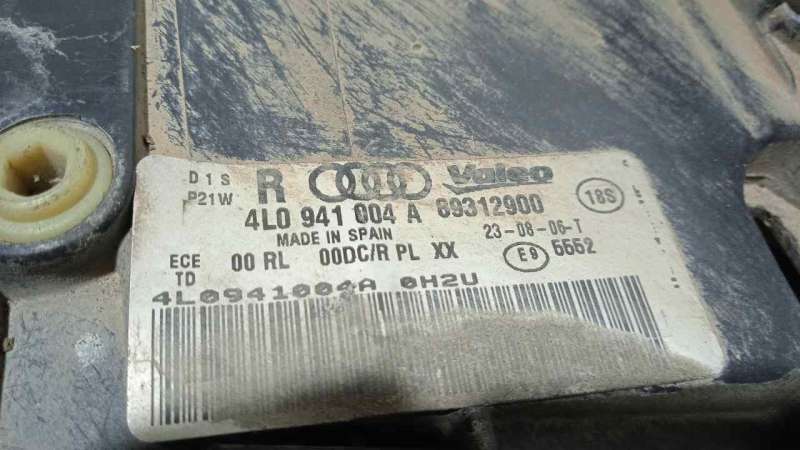 D1S R Valeo
P21W 4L0 941 004 A 89312900 18S
MADE IN SPAIN 23-08-06-T
ECE 00 RL 00DC/R PL XX E9 5552
TD
4L0941004A 0H2U